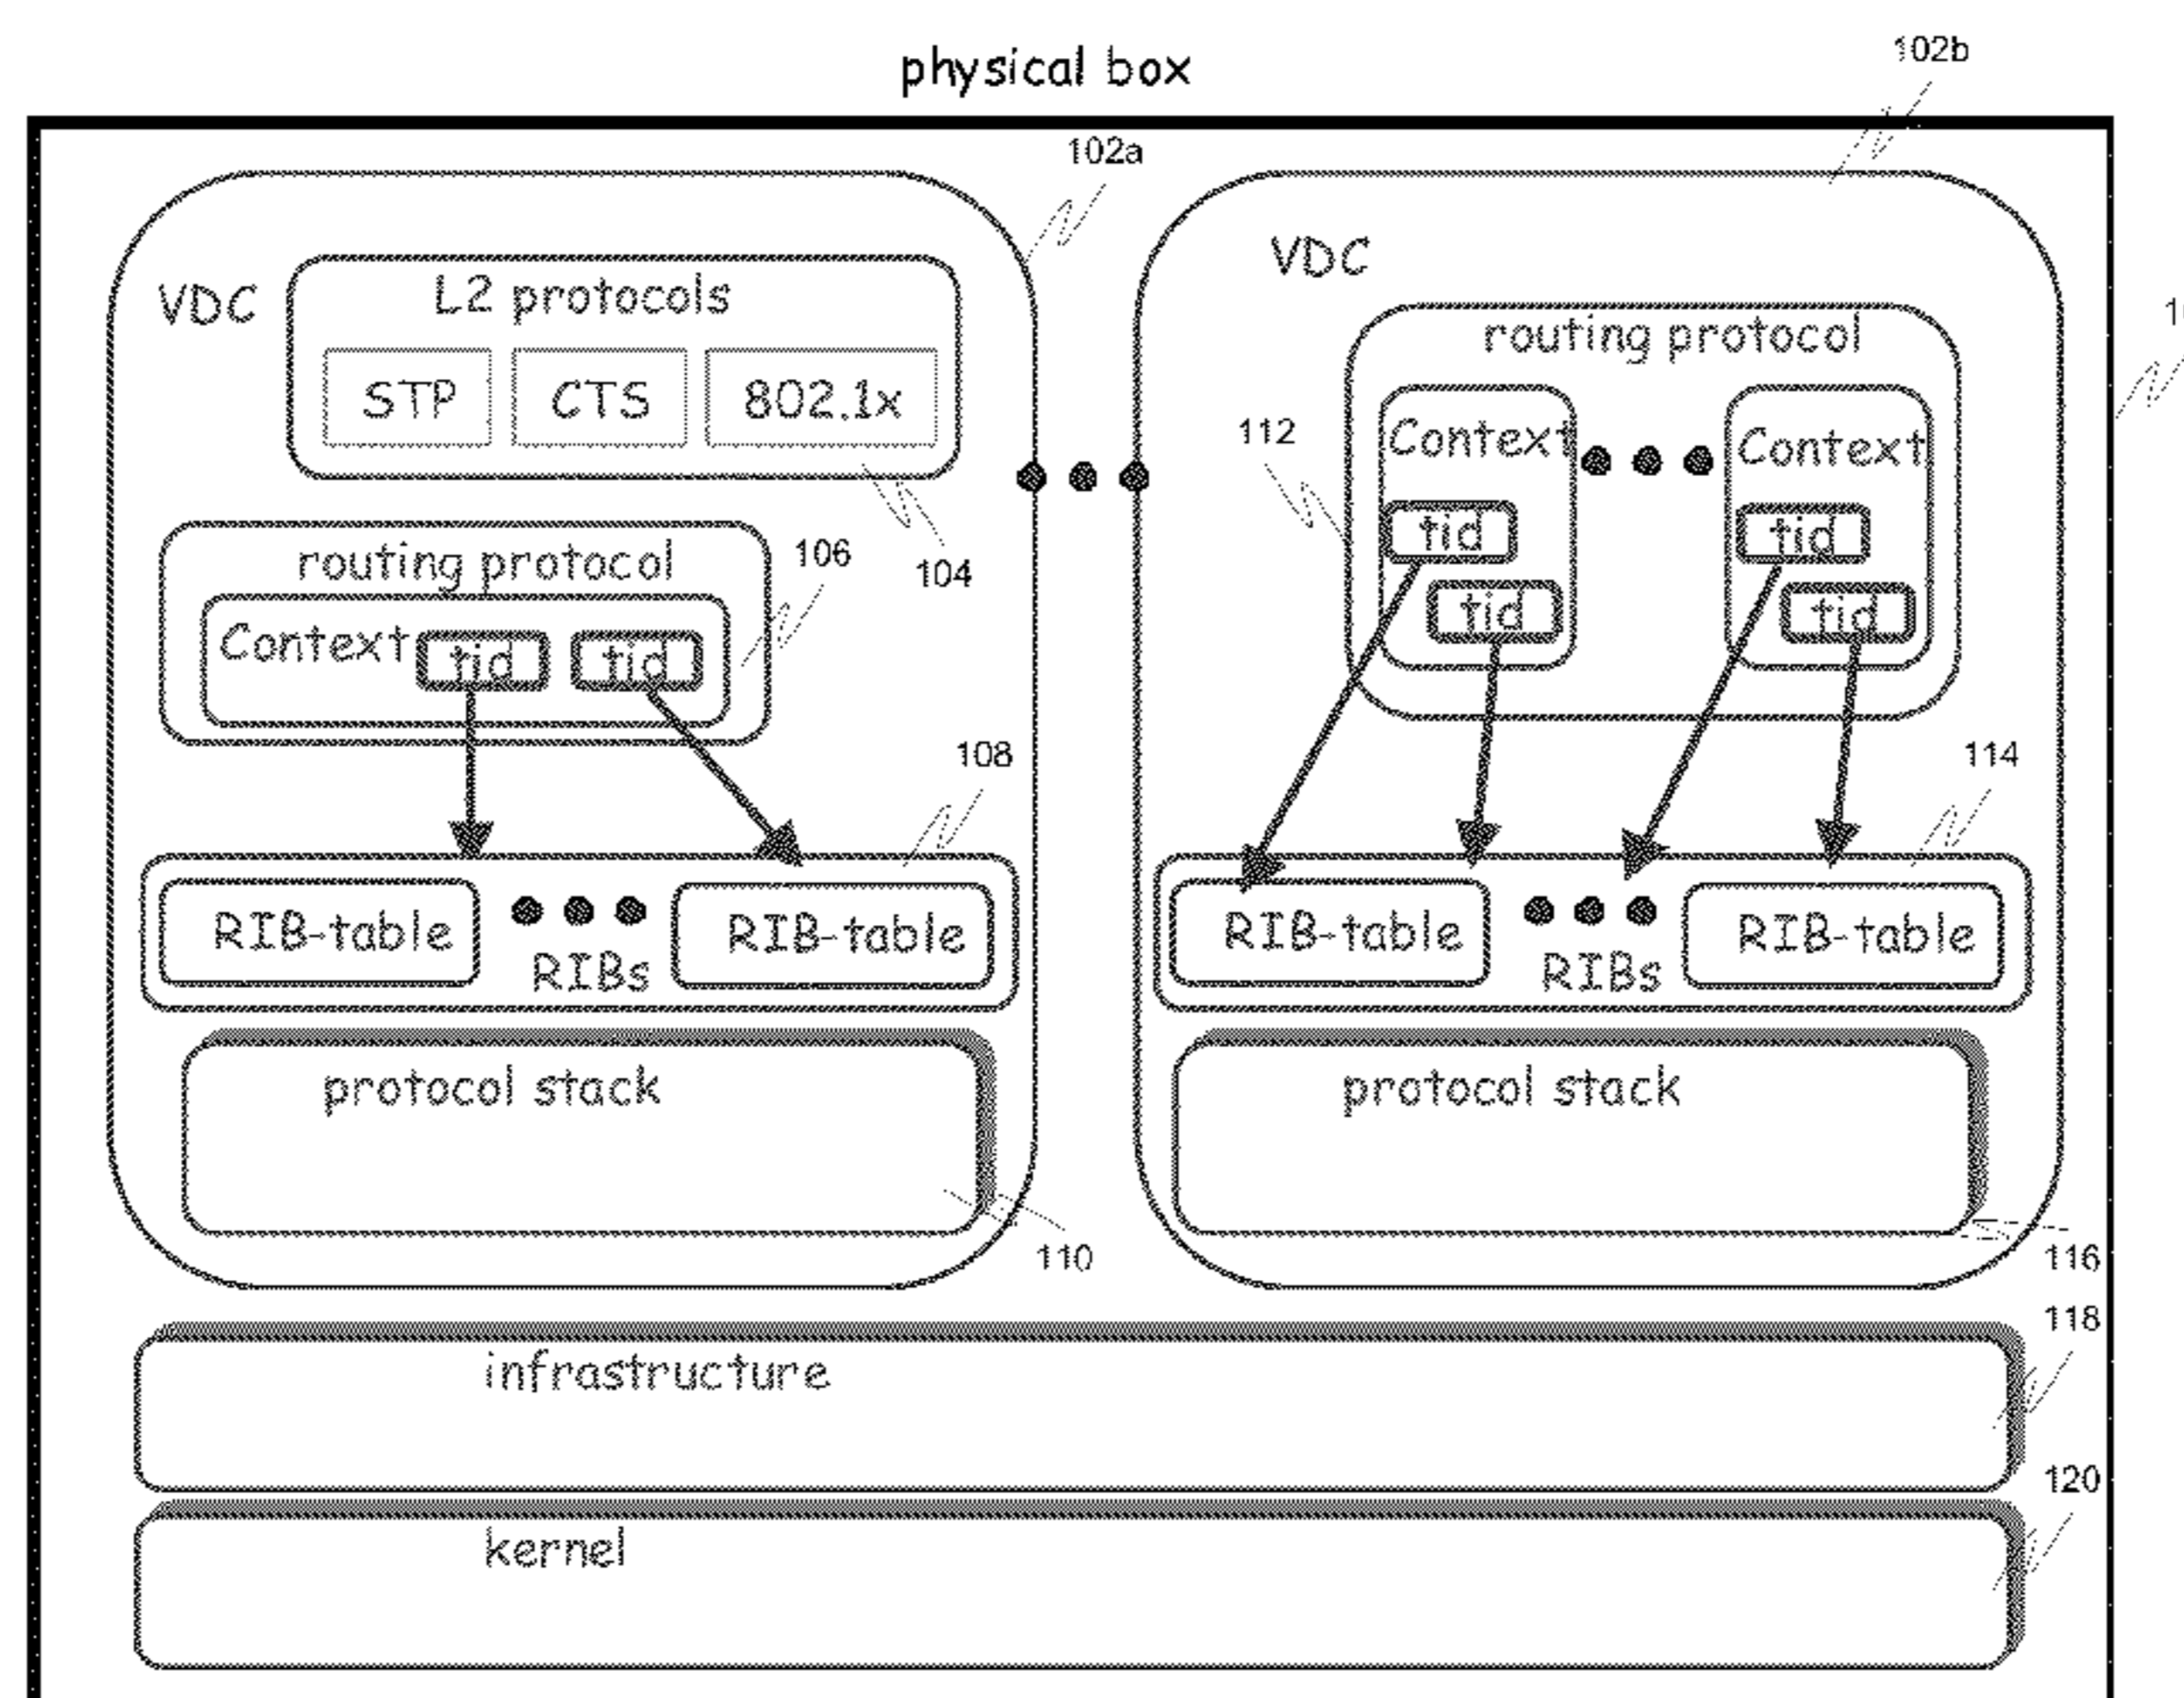 physical box
102b
102a
VDC
L2 protocols
STP
CTS
802.1x
104
routing protocol
106
Context
tid
tid
108
RIB-table
RIBs
RIB-table
protocol stack
110
VDC
routing protocol
112
Context
tid
tid
Context
tid
tid
114
RIB-table
RIBs
RIB-table
protocol stack
116
118
infrastructure
120
kernel